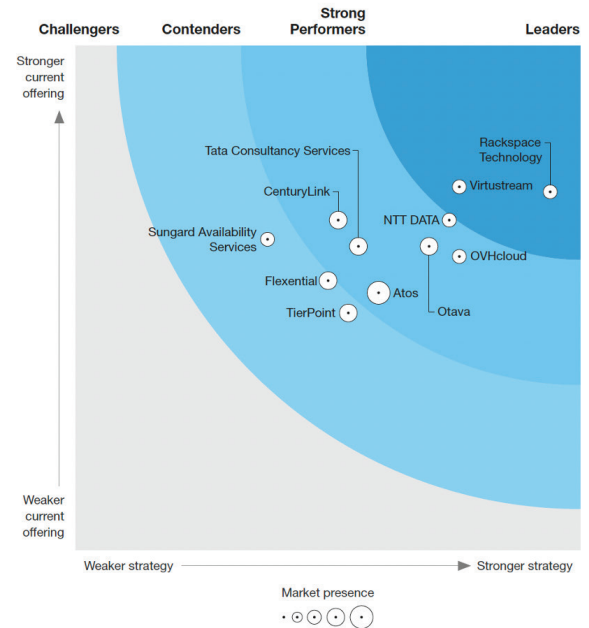 Challengers
Contenders
Strong
Performers
Leaders
Stronger
current
offering
Rackspace
Technology
Tata Consultancy Services
Virtustream
CenturyLink
NTT DATA
Sungard Availability
Services
OVHcloud
Flexential
Atos
TierPoint
Otava
Weaker
current
offering
Weaker strategy
Stronger strategy
Market presence